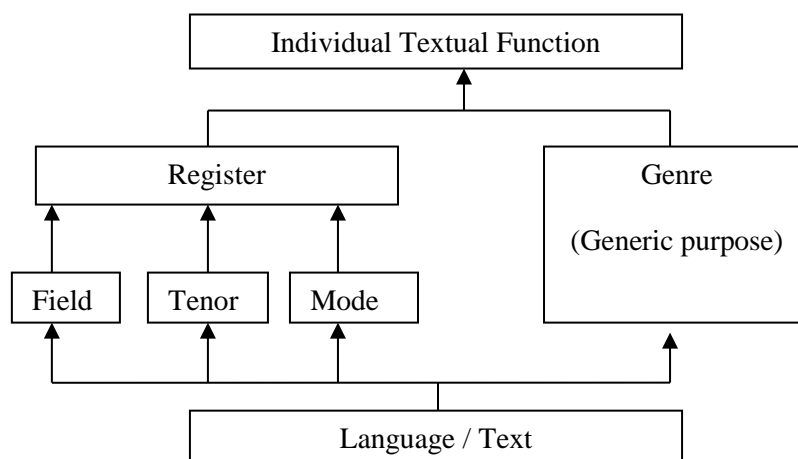 Individual Textual Function
Register
Genre
(Generic purpose)
Field
Tenor
Mode
Language / Text